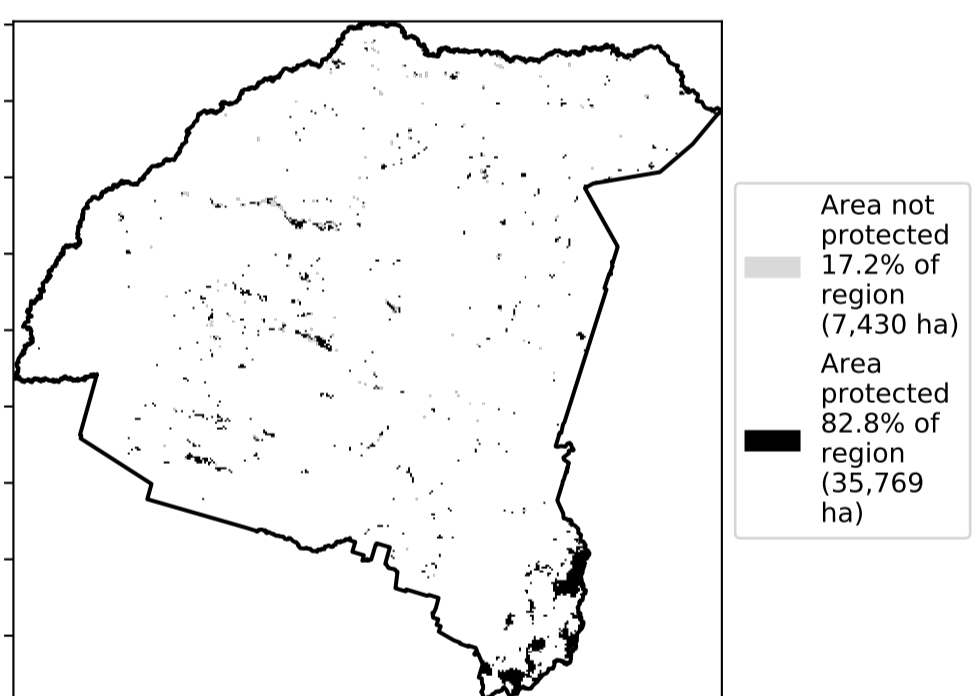 Area not
protected
17.2% of
region
(7,430 ha)
Area
protected
82.8% of
region
(35,769
ha)